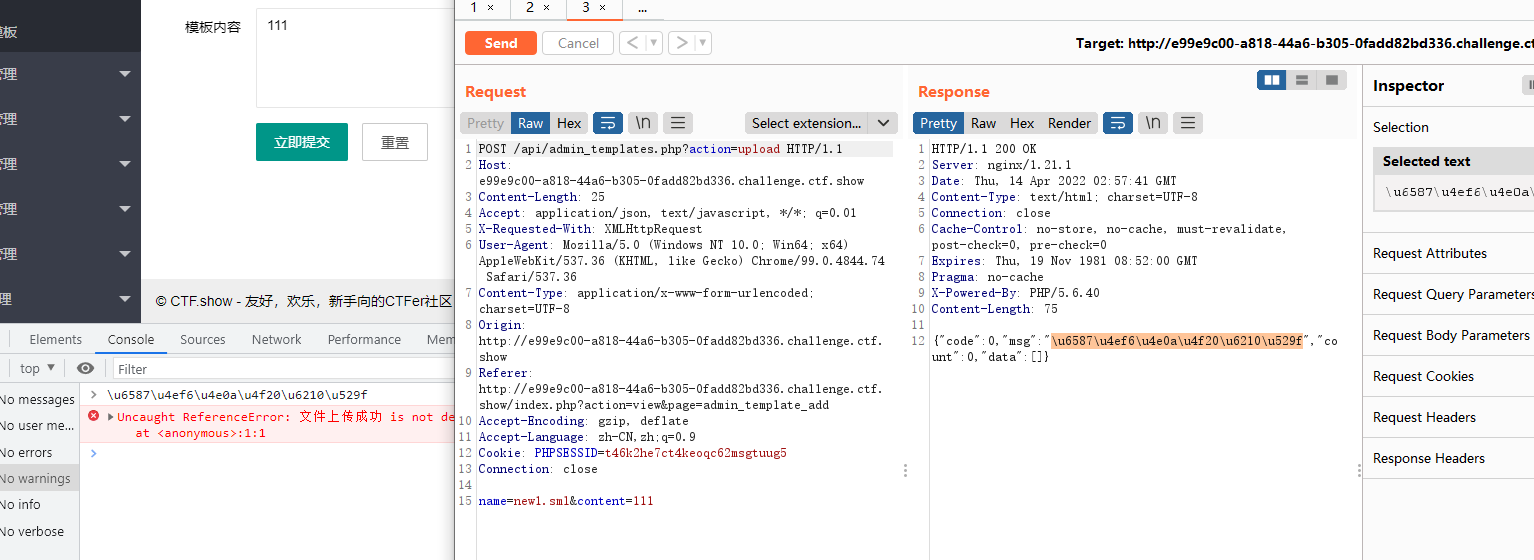 模板
管理
管理
管理
管理
管理
理
模板内容
111
立即提交
重置
© CTF.show - 友好，欢乐，新手向的CTFer社区
Elements
Console
Sources
Network
Performance
Mem
top
Filter
No messages
No user me...
No errors
No warnings
No info
No verbose
\u6587\u4ef6\u4e0a\u4f20\u6210\u529f
Uncaught ReferenceError: 文件上传成功 is not de
at <anonymous>:1:1
1 ×
2 ×
3 ×
...
Send
Cancel
<
>
Target: http://e99e9c00-a818-44a6-b305-0fadd82bd336.challenge.ct
Request
Pretty
Raw
Hex
\n
Select extension...
1 POST /api/admin_templates.php?action=upload HTTP/1.1
2 Host:
e99e9c00-a818-44a6-b305-0fadd82bd336.challenge.ctf.show
3 Content-Length: 25
4 Accept: application/json, text/javascript, */*; q=0.01
5 X-Requested-With: XMLHttpRequest
6 User-Agent: Mozilla/5.0 (Windows NT 10.0; Win64; x64)
AppleWebKit/537.36 (KHTML, like Gecko) Chrome/99.0.4844.74
Safari/537.36
7 Content-Type: application/x-www-form-urlencoded;
charset=UTF-8
8 Origin:
http://e99e9c00-a818-44a6-b305-0fadd82bd336.challenge.ctf.
show
9 Referer:
http://e99e9c00-a818-44a6-b305-0fadd82bd336.challenge.ctf.
show/index.php?action=view&page=admin_template_add
10 Accept-Encoding: gzip, deflate
11 Accept-Language: zh-CN,zh;q=0.9
12 Cookie: PHPSESSID=t46k2he7ct4keoqc62msgtuug5
13 Connection: close
14
15 name=new1.sml&content=111
Response
Pretty
Raw
Hex
Render
\n
1 HTTP/1.1 200 OK
2 Server: nginx/1.21.1
3 Date: Thu, 14 Apr 2022 02:57:41 GMT
4 Content-Type: text/html; charset=UTF-8
5 Connection: close
6 Cache-Control: no-store, no-cache, must-revalidate,
post-check=0, pre-check=0
7 Expires: Thu, 19 Nov 1981 08:52:00 GMT
8 Pragma: no-cache
9 X-Powered-By: PHP/5.6.40
10 Content-Length: 75
11
12 {"code":0,"msg":"\u6587\u4ef6\u4e0a\u4f20\u6210\u529f","co
unt":0,"data":[]}
Inspector
Selection
Selected text
\u6587\u4ef6\u4e0a
Request Attributes
Request Query Parameters
Request Body Parameters
Request Cookies
Request Headers
Response Headers